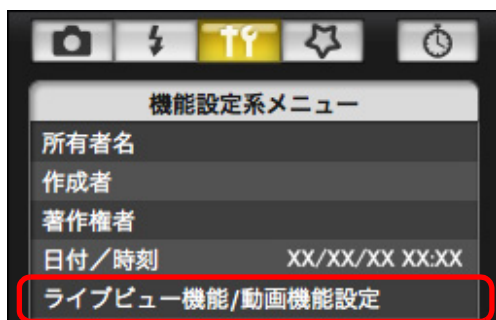 機能設定系メニュー
所有者名
作成者
著作権者
日付／時刻 XX/XX/XX XX:XX
ライブビュー機能/動画機能設定